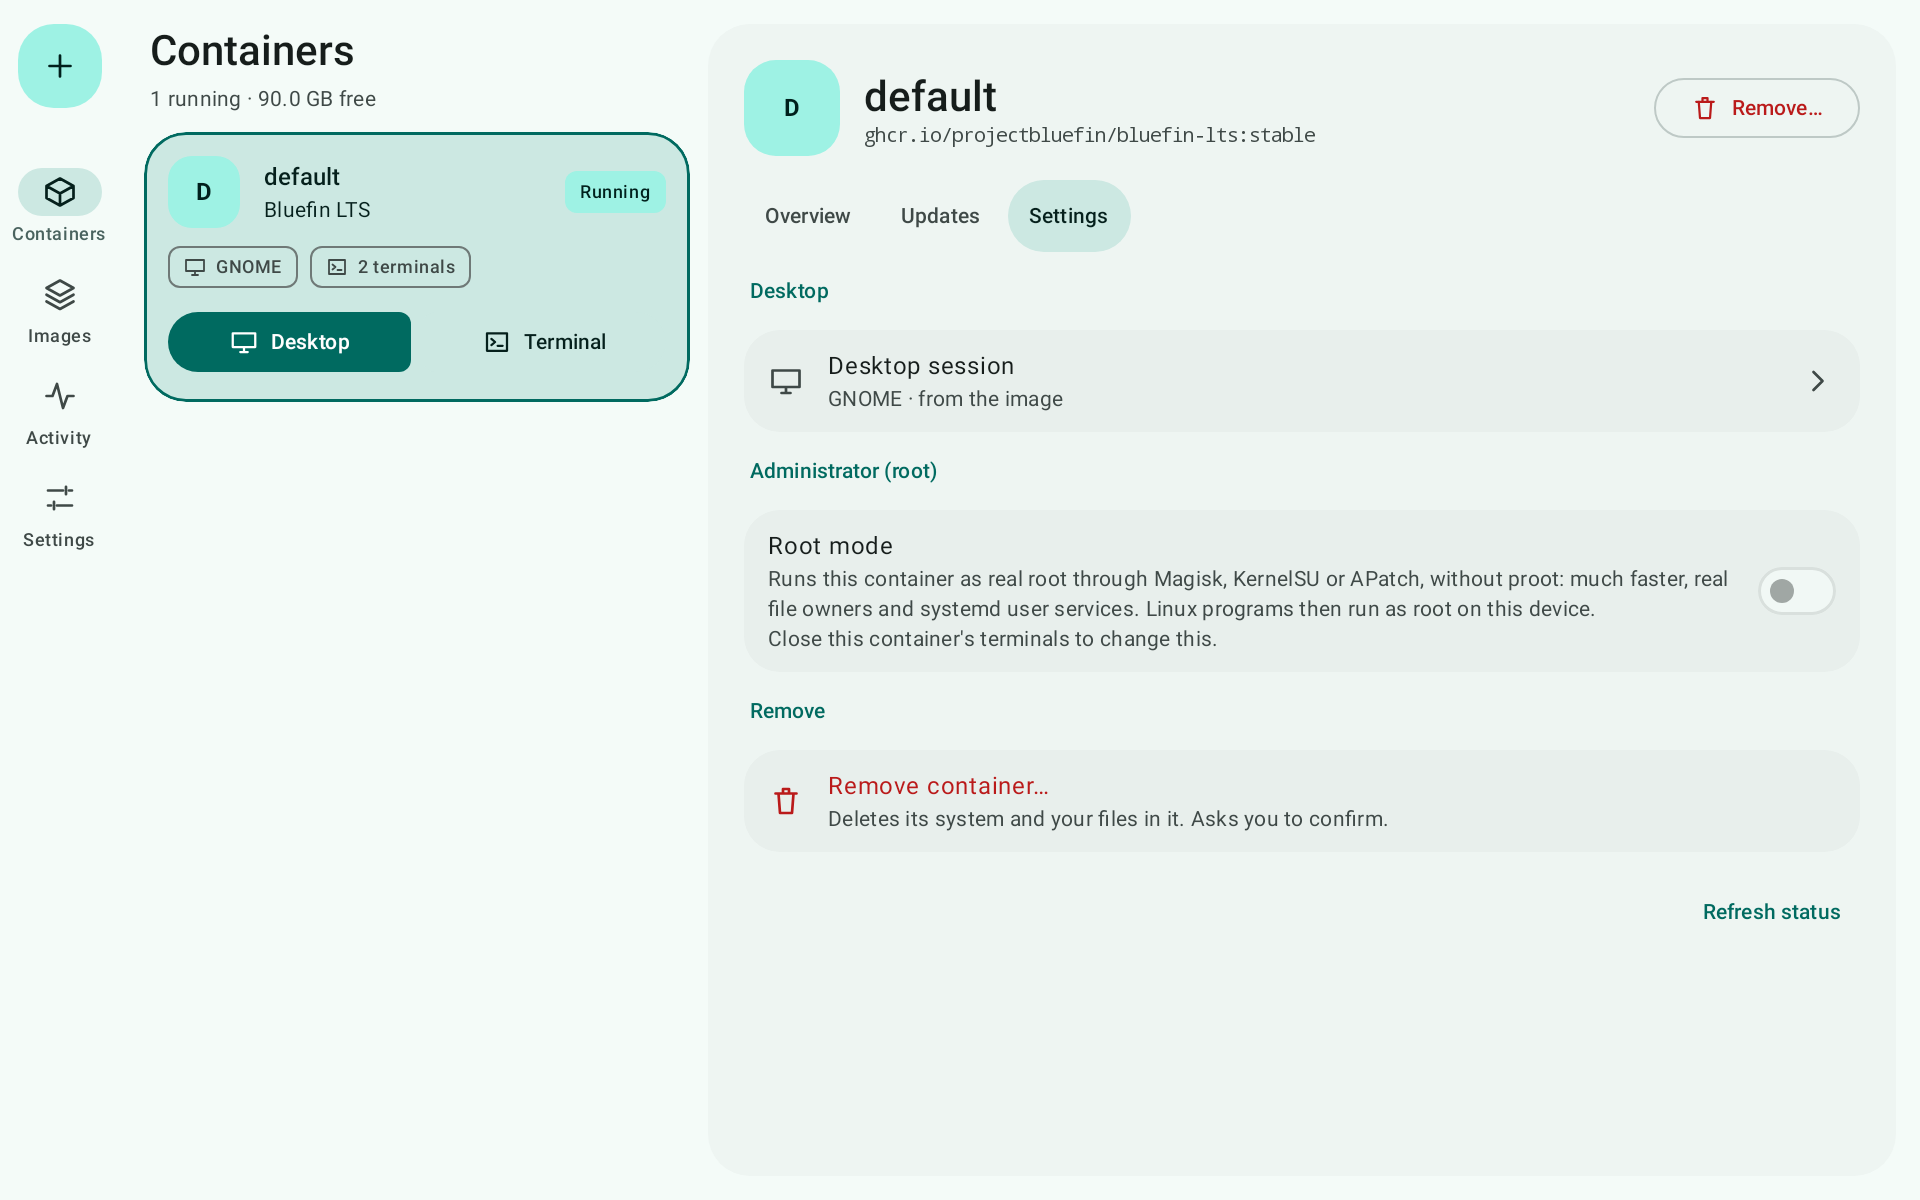 Containers
1 running · 90.0 GB free
Containers
Images
Activity
Settings
D
default
Bluefin LTS
Running
GNOME
2 terminals
Desktop
Terminal
D
default
ghcr.io/projectbluefin/bluefin-lts:stable
Remove…
Overview
Updates
Settings
Desktop
Desktop session
GNOME · from the image
Administrator (root)
Root mode
Runs this container as real root through Magisk, KernelSU or APatch, without proot: much faster, real
file owners and systemd user services. Linux programs then run as root on this device.
Close this container's terminals to change this.
Remove
Remove container…
Deletes its system and your files in it. Asks you to confirm.
Refresh status